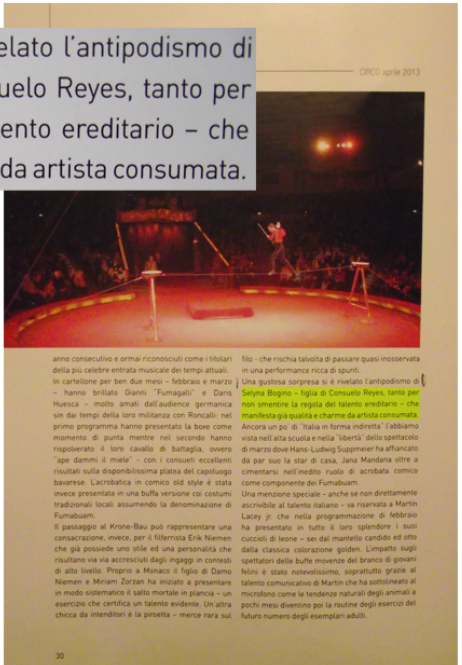 elato l'antipodismo di
uelo Reyes, tanto per
ento ereditario – che
da artista consumata.
CIRCO aprile 2013
anno consecutivo e ormai riconosciuti come i titolari
della più celebre entrata musicale dei tempi attuali.
In cartellone per ben due mesi – febbraio e marzo
– hanno brillato Gianni "Fumagalli" e Daris
Huesca – molto amati dall'audience germanica
sin dai tempi della loro militanza con Roncalli: nel
primo programma hanno presentato la boxe come
momento di punta mentre nel secondo hanno
rispolverato il loro cavallo di battaglia, ovvero
"ape dammi il miele" – con i consueti eccellenti
risultati sulla disponibilissima platea del capoluogo
bavarese. L'acrobatica in comico old style è stata
invece presentata in una buffa versione coi costumi
tradizionali locali assumendo la denominazione di
Fumabuam.
Il passaggio al Krone-Bau può rappresentare una
consacrazione, invece, per il filferrista Erik Niemen
che già possiede uno stile ed una personalità che
risultano via via accresciuti dagli ingaggi in contesti
di alto livello. Proprio a Monaco il figlio di Damo
Niemen e Miriam Zorzan ha iniziato a presentare
in modo sistematico il salto mortale in plancia – un
esercizio che certifica un talento evidente. Un'altra
chicca da intenditori è la piroetta – merce rara sul
filo - che rischia talvolta di passare quasi inosservata
in una performance ricca di spunti.
Una gustosa sorpresa si è rivelato l'antipodismo di
Selyna Bogino – figlia di Consuelo Reyes, tanto per
non smentire la regola del talento ereditario – che
manifesta già qualità e charme da artista consumata.
Ancora un po' di "Italia in forma indiretta" l'abbiamo
vista nell'alta scuola e nella "libertà" dello spettacolo
di marzo dove Hans-Ludwig Suppmeier ha affiancato
da par suo la star di casa, Jana Mandana oltre a
cimentarsi nell'inedito ruolo di acrobata comico
come componente dei Fumabuam.
Una menzione speciale – anche se non direttamente
ascrivibile al talento italiano – va riservata a Martin
Lacey jr. che nella programmazione di febbraio
ha presentato in tutto il loro splendore i suoi
cuccioli di leone – sei dal mantello candido ed otto
dalla classica colorazione golden. L'impatto sugli
spettatori delle buffe movenze del branco di giovani
felini è stato notevolissimo, soprattutto grazie al
talento comunicativo di Martin che ha sottolineato al
microfono come le tendenze naturali degli animali a
pochi mesi diventino poi la routine degli esercizi del
futuro numero degli esemplari adulti.
30